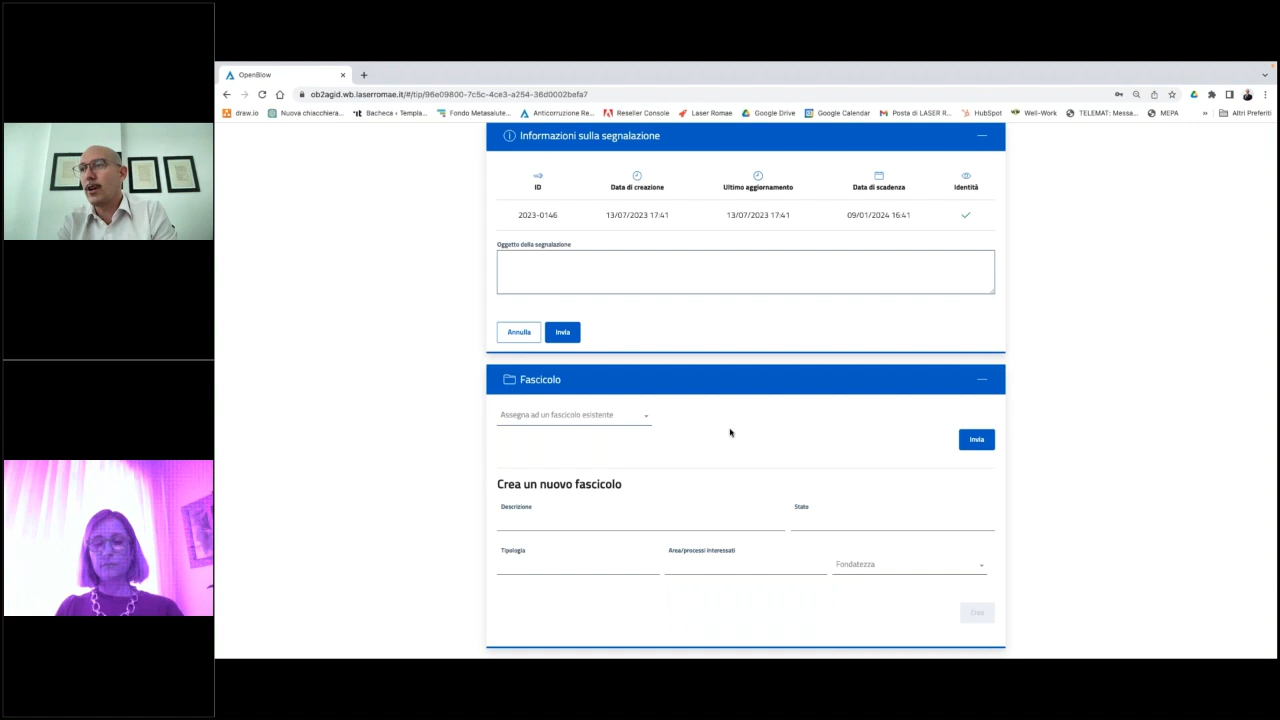 OpenBlow
ob2agid.wb.laserromae.it/#/tip/96e09800-7c5c-4ce3-a254-36d0002befa7
draw.io Nuova chiacchiera... Bacheca ‹ Templa... Fondo Metasalute... Anticorruzione Re... Reseller Console Laser Romae Google Drive Google Calendar Posta di LASER R... HubSpot Well-Work TELEMAT: Messa... MEPA » Altri Preferiti
Informazioni sulla segnalazione
ID Data di creazione Ultimo aggiornamento Data di scadenza Identità
2023-0146 13/07/2023 17:41 13/07/2023 17:41 09/01/2024 16:41
Oggetto della segnalazione
Annulla Invia
Fascicolo
Assegna ad un fascicolo esistente
Invia
Crea un nuovo fascicolo
Descrizione Stato
Tipologia Area/processi interessati
Fondatezza
Crea